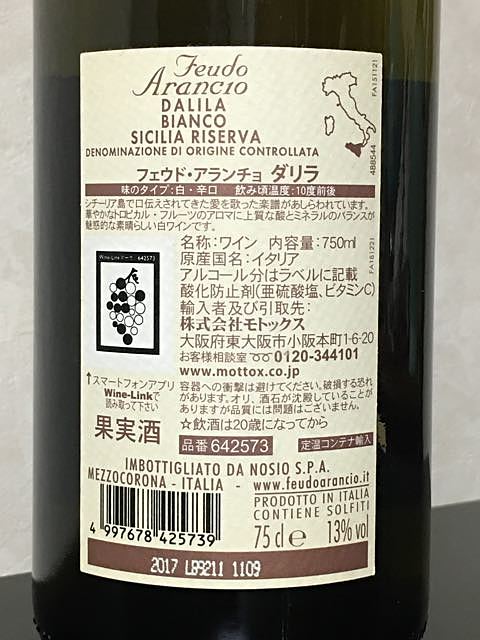 Feudo
Arancio
DALILA
BIANCO
SICILIA RISERVA
DENOMINAZIONE DI ORIGINE CONTROLLATA
FA151121
488544
フェウド・アランチョ ダリラ
味のタイプ:白・辛口 飲み頃温度:10度前後
シチーリア島で口伝えされてきた愛を歌った楽譜があしらわれています。
華やかなトロピカル・フルーツのアロマに上質な酸とミネラルのバランスが
魅惑的な素晴らしい白ワインです。
FA161221
Wine-Linkマーク 642573
名称:ワイン 内容量:750ml
原産国名:イタリア
アルコール分はラベルに記載
酸化防止剤(亜硫酸塩、ビタミンC)
輸入者及び引取先:
株式会社モトックス
大阪府東大阪市小阪本町1-6-20
お客様相談室 0120-344101
www.mottox.co.jp
↑スマートフォンアプリ
Wine-Linkで
読み取って下さい
容器への衝撃は避けてください。破損する恐れ
があります。オリ、酒石が沈殿していることが
ありますが品質には問題はございません。
☆飲酒は20歳になってから
果実酒
品番 642573
定温コンテナ輸入
IMBOTTIGLIATO DA NOSIO S.P.A.
MEZZOCORONA - ITALIA - www.feudoarancio.it
PRODOTTO IN ITALIA
CONTIENE SOLFITI
4 997678 425739
75 cl e 13% vol
2017 LB9211 1109